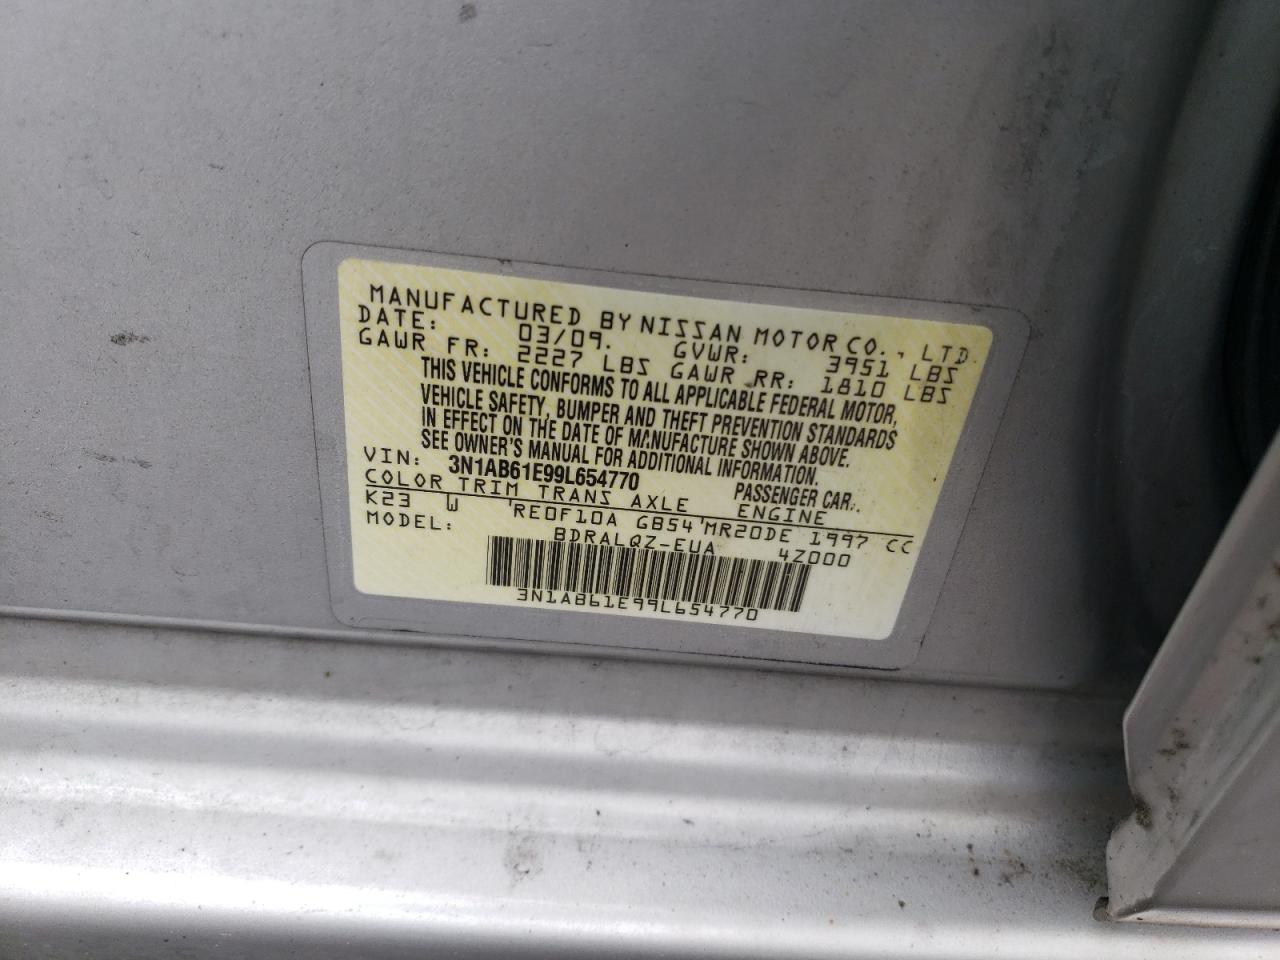 MANUFACTURED BY NISSAN MOTOR CO., LTD.
DATE: 03/09. GVWR: 3951 LBS
GAWR FR: 2227 LBS GAWR RR: 1810 LBS
THIS VEHICLE CONFORMS TO ALL APPLICABLE FEDERAL MOTOR
VEHICLE SAFETY, BUMPER AND THEFT PREVENTION STANDARDS
IN EFFECT ON THE DATE OF MANUFACTURE SHOWN ABOVE.
SEE OWNER'S MANUAL FOR ADDITIONAL INFORMATION.
VIN: 3N1AB61E99L654770 PASSENGER CAR
COLOR TRIM TRANS AXLE ENGINE
K23 W RE0F10A GB54 MR20DE 1997 CC
MODEL: BDRALQZ-EUA 4Z000
3N1AB61E99L654770